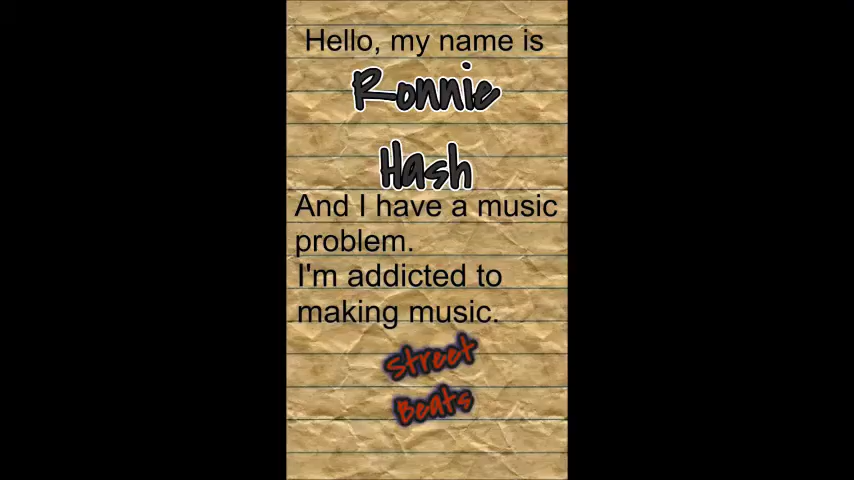 Hello, my name is
Ronnie
Hash
And I have a music
problem.
I'm addicted to
making music.
Street
Beats